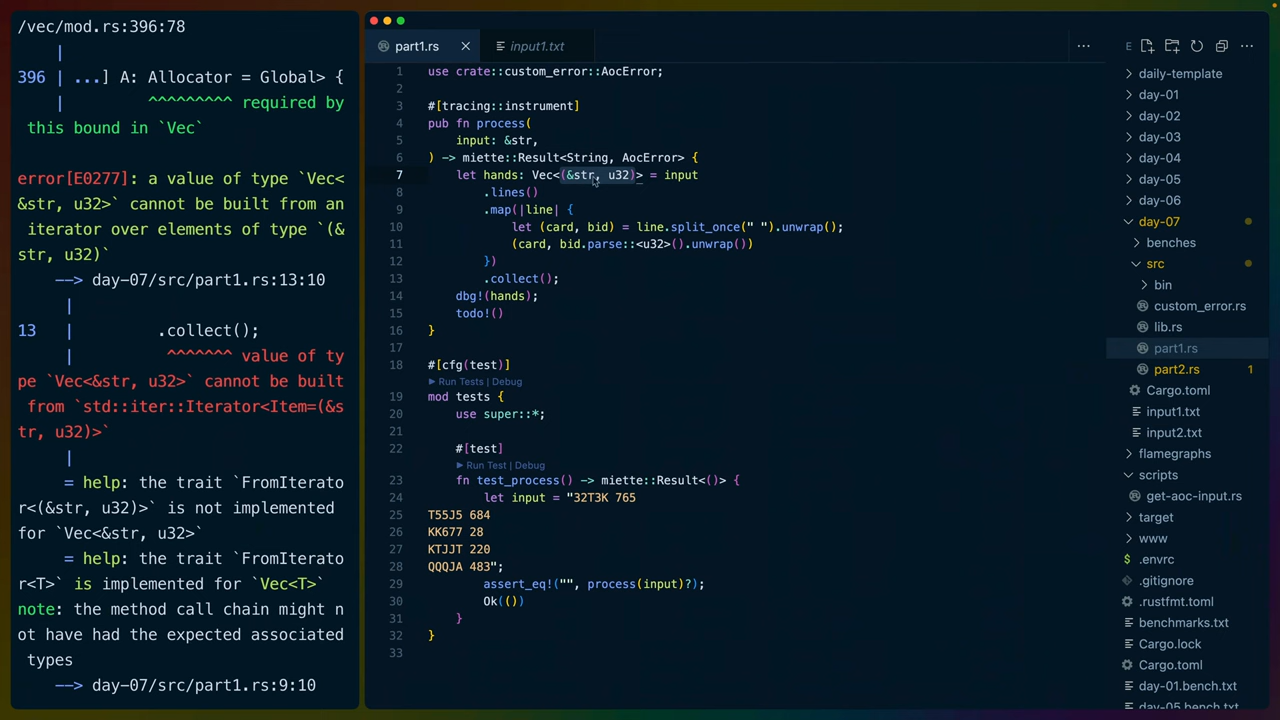 /vec/mod.rs:396:78
|
396 | ...] A: Allocator = Global> {
| ^^^^^^^^^ required by
this bound in `Vec`
error[E0277]: a value of type `Vec<
&str, u32>` cannot be built from an
iterator over elements of type `(&
str, u32)`
--> day-07/src/part1.rs:13:10
|
13 | .collect();
| ^^^^^^^ value of ty
pe `Vec<&str, u32>` cannot be built
from `std::iter::Iterator<Item=(&s
tr, u32)>`
|
= help: the trait `FromIterato
r<(&str, u32)>` is not implemented
for `Vec<&str, u32>`
= help: the trait `FromIterato
r<T>` is implemented for `Vec<T>`
note: the method call chain might n
ot have had the expected associated
types
--> day-07/src/part1.rs:9:10
part1.rs
input1.txt
1 use crate::custom_error::AocError;
2
3 #[tracing::instrument]
4 pub fn process(
5 input: &str,
6 ) -> miette::Result<String, AocError> {
7 let hands: Vec<(&str, u32)> = input
8 .lines()
9 .map(|line| {
10 let (card, bid) = line.split_once(" ").unwrap();
11 (card, bid.parse::<u32>().unwrap())
12 })
13 .collect();
14 dbg!(hands);
15 todo!()
16 }
17
18 #[cfg(test)]
▶ Run Tests | Debug
19 mod tests {
20 use super::*;
21
22 #[test]
▶ Run Test | Debug
23 fn test_process() -> miette::Result<()> {
24 let input = "32T3K 765
25 T55J5 684
26 KK677 28
27 KTJJT 220
28 QQQJA 483";
29 assert_eq!("", process(input)?);
30 Ok(())
31 }
32 }
33
E
daily-template
day-01
day-02
day-03
day-04
day-05
day-06
day-07
benches
src
bin
custom_error.rs
lib.rs
part1.rs
part2.rs 1
Cargo.toml
input1.txt
input2.txt
flamegraphs
scripts
get-aoc-input.rs
target
www
.envrc
.gitignore
.rustfmt.toml
benchmarks.txt
Cargo.lock
Cargo.toml
day-01.bench.txt
day-05.bench.txt